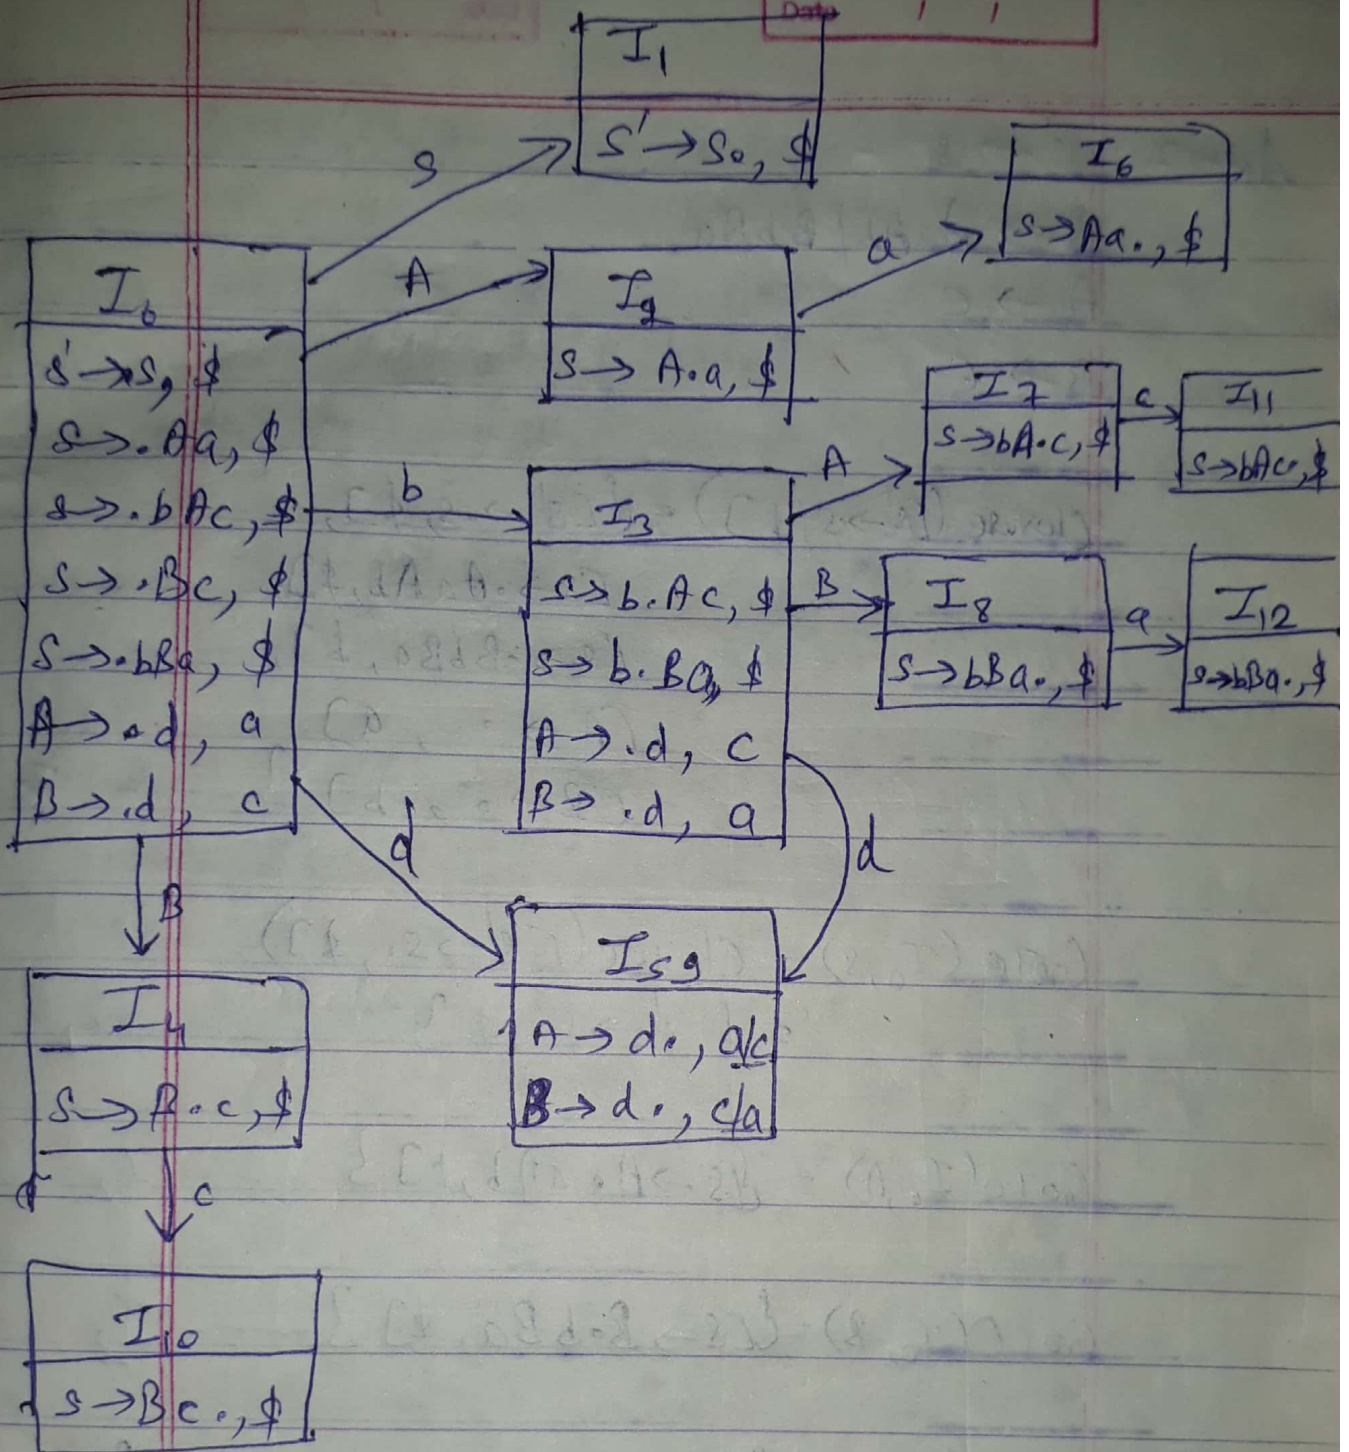 Date / /
I1
S' → S., $
S
I6
S → Aa., $
a
I0
S' → .S, $
S → .Aa, $
S → .bAc, $
S → .Bc, $
S → .bBa, $
A → .d, a
B → .d, c
A
I2
S → A.a, $
b
I3
S → b.Ac, $
S → b.Ba, $
A → .d, c
B → .d, a
A
I7
S → bA.c, $
c
I11
S → bAc., $
B
I8
S → bBa., $
a
I12
S → bBa., $
d
d
B
I59
A → d., a/c
B → d., c/a
I4
S → B.c, $
c
I10
S → Bc., $